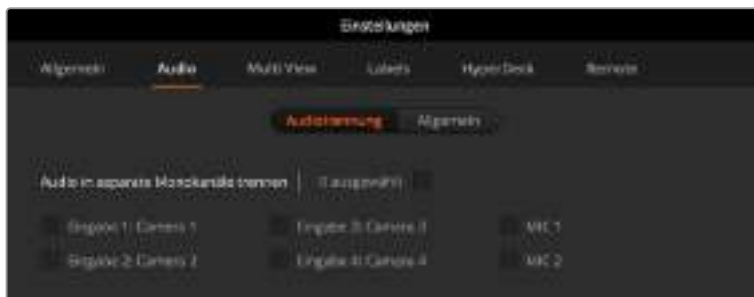 Einstellungen
Allgemein Audio Multi View Labels HyperDeck Remote
Audiotrennung Allgemein
Audio in separate Monokanäle trennen 0 ausgewählt
Eingabe 1: Camera 1 Eingabe 3: Camera 3 MIC 1
Eingabe 2: Camera 2 Eingabe 4: Camera 4 MIC 2